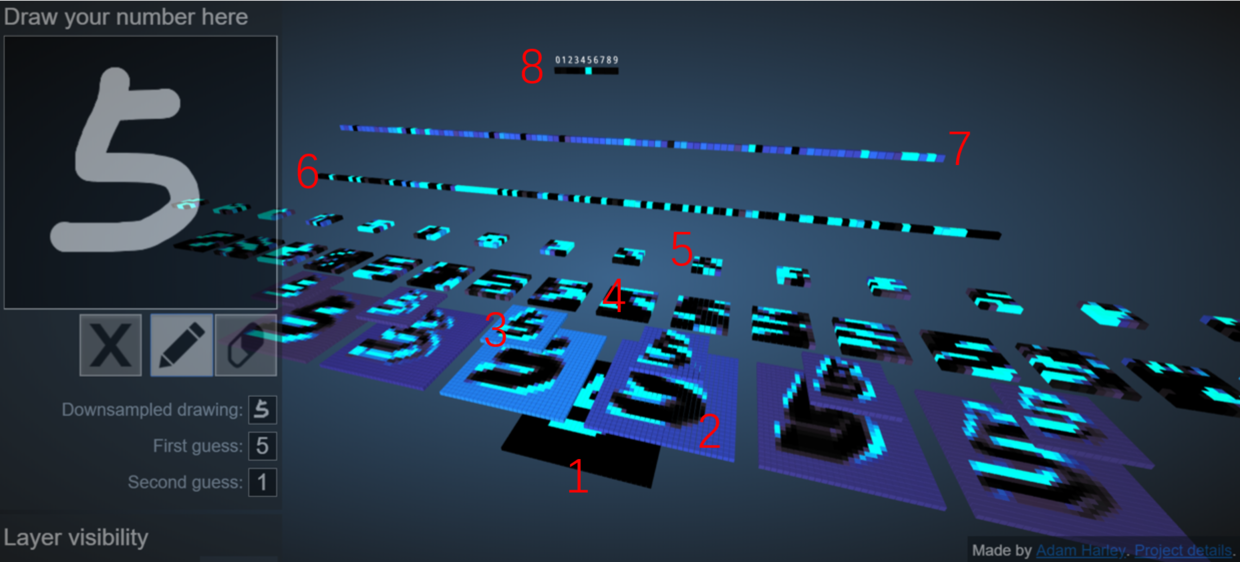 Draw your number here
5
8
0123456789
7
6
5
4
3
2
1
X
Downsampled drawing: 5
First guess: 5
Second guess: 1
Layer visibility
Made by Adam Harley. Project details.